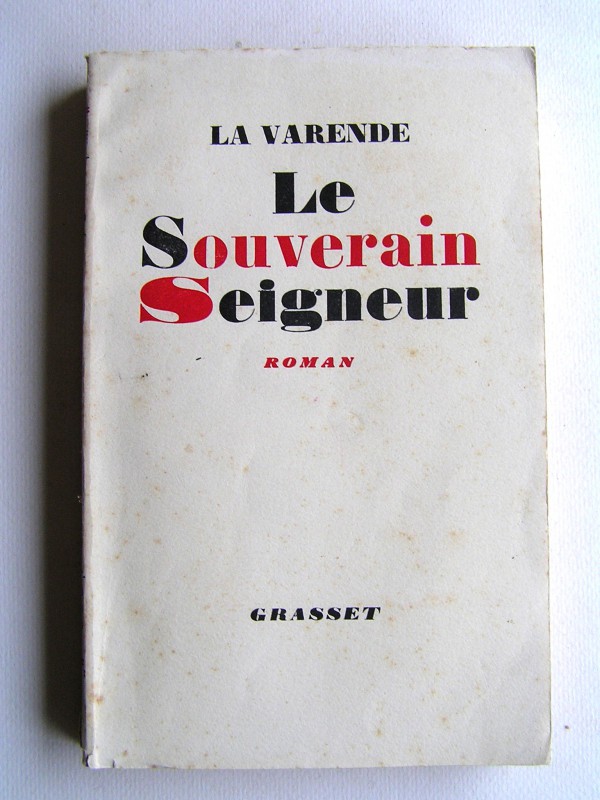 LA VARENDE
Le
Souverain
Seigneur
ROMAN
GRASSET